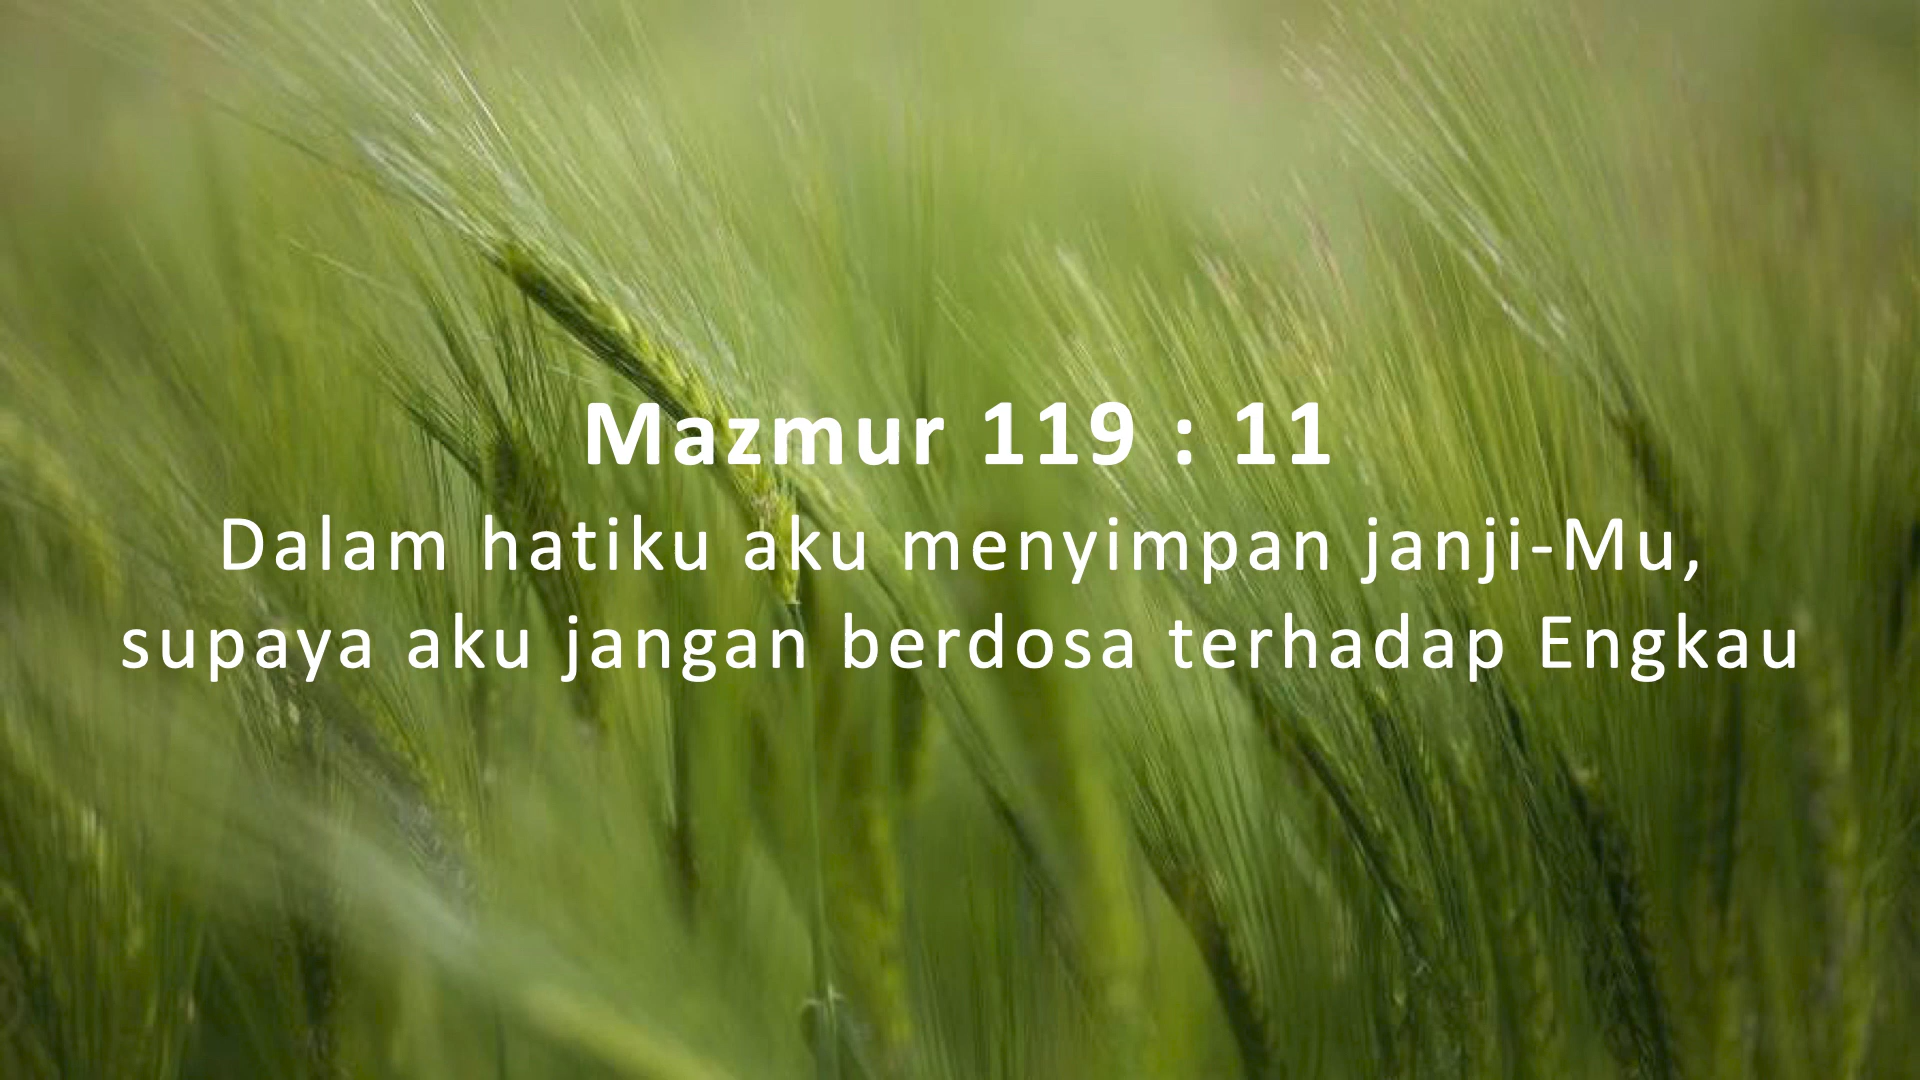 Mazmur 119 : 11
Dalam hatiku aku menyimpan janji-Mu,
supaya aku jangan berdosa terhadap Engkau